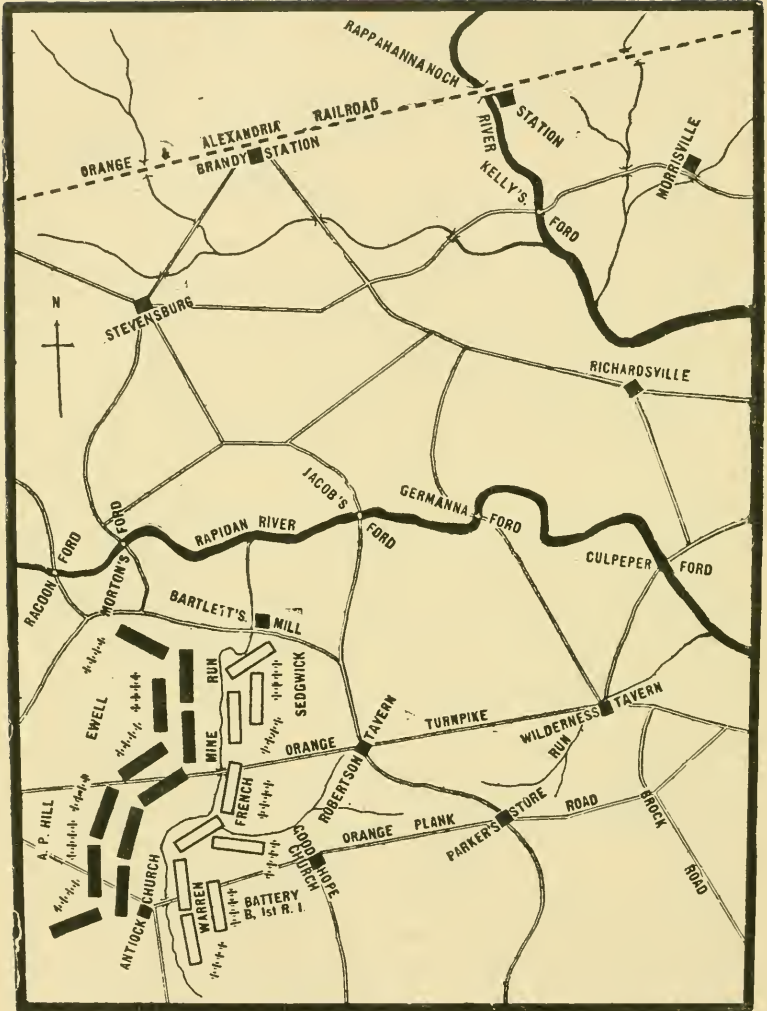 RAPPAHANNANOCH
STATION
RIVER
ORANGE & ALEXANDRIA RAILROAD
BRANDY STATION
KELLY'S
FORD
MORRISVILLE
N
STEVENSBURG
RICHARDSVILLE
JACOB'S
FORD
GERMANNA FORD
RAPIDAN RIVER
CULPEPER FORD
RACOON FORD
MORTON'S FORD
BARTLETT'S MILL
EWELL
MINE RUN
SEDGWICK
ORANGE TURNPIKE
ROBERTSON TAVERN
WILDERNESS TAVERN
RUN
FRENCH
A. P. HILL
ORANGE PLANK ROAD
PARKER'S STORE
BROCK ROAD
GOOD HOPE
CHURCH
ANTIOCK CHURCH
WARREN
BATTERY
B, 1st R. I.